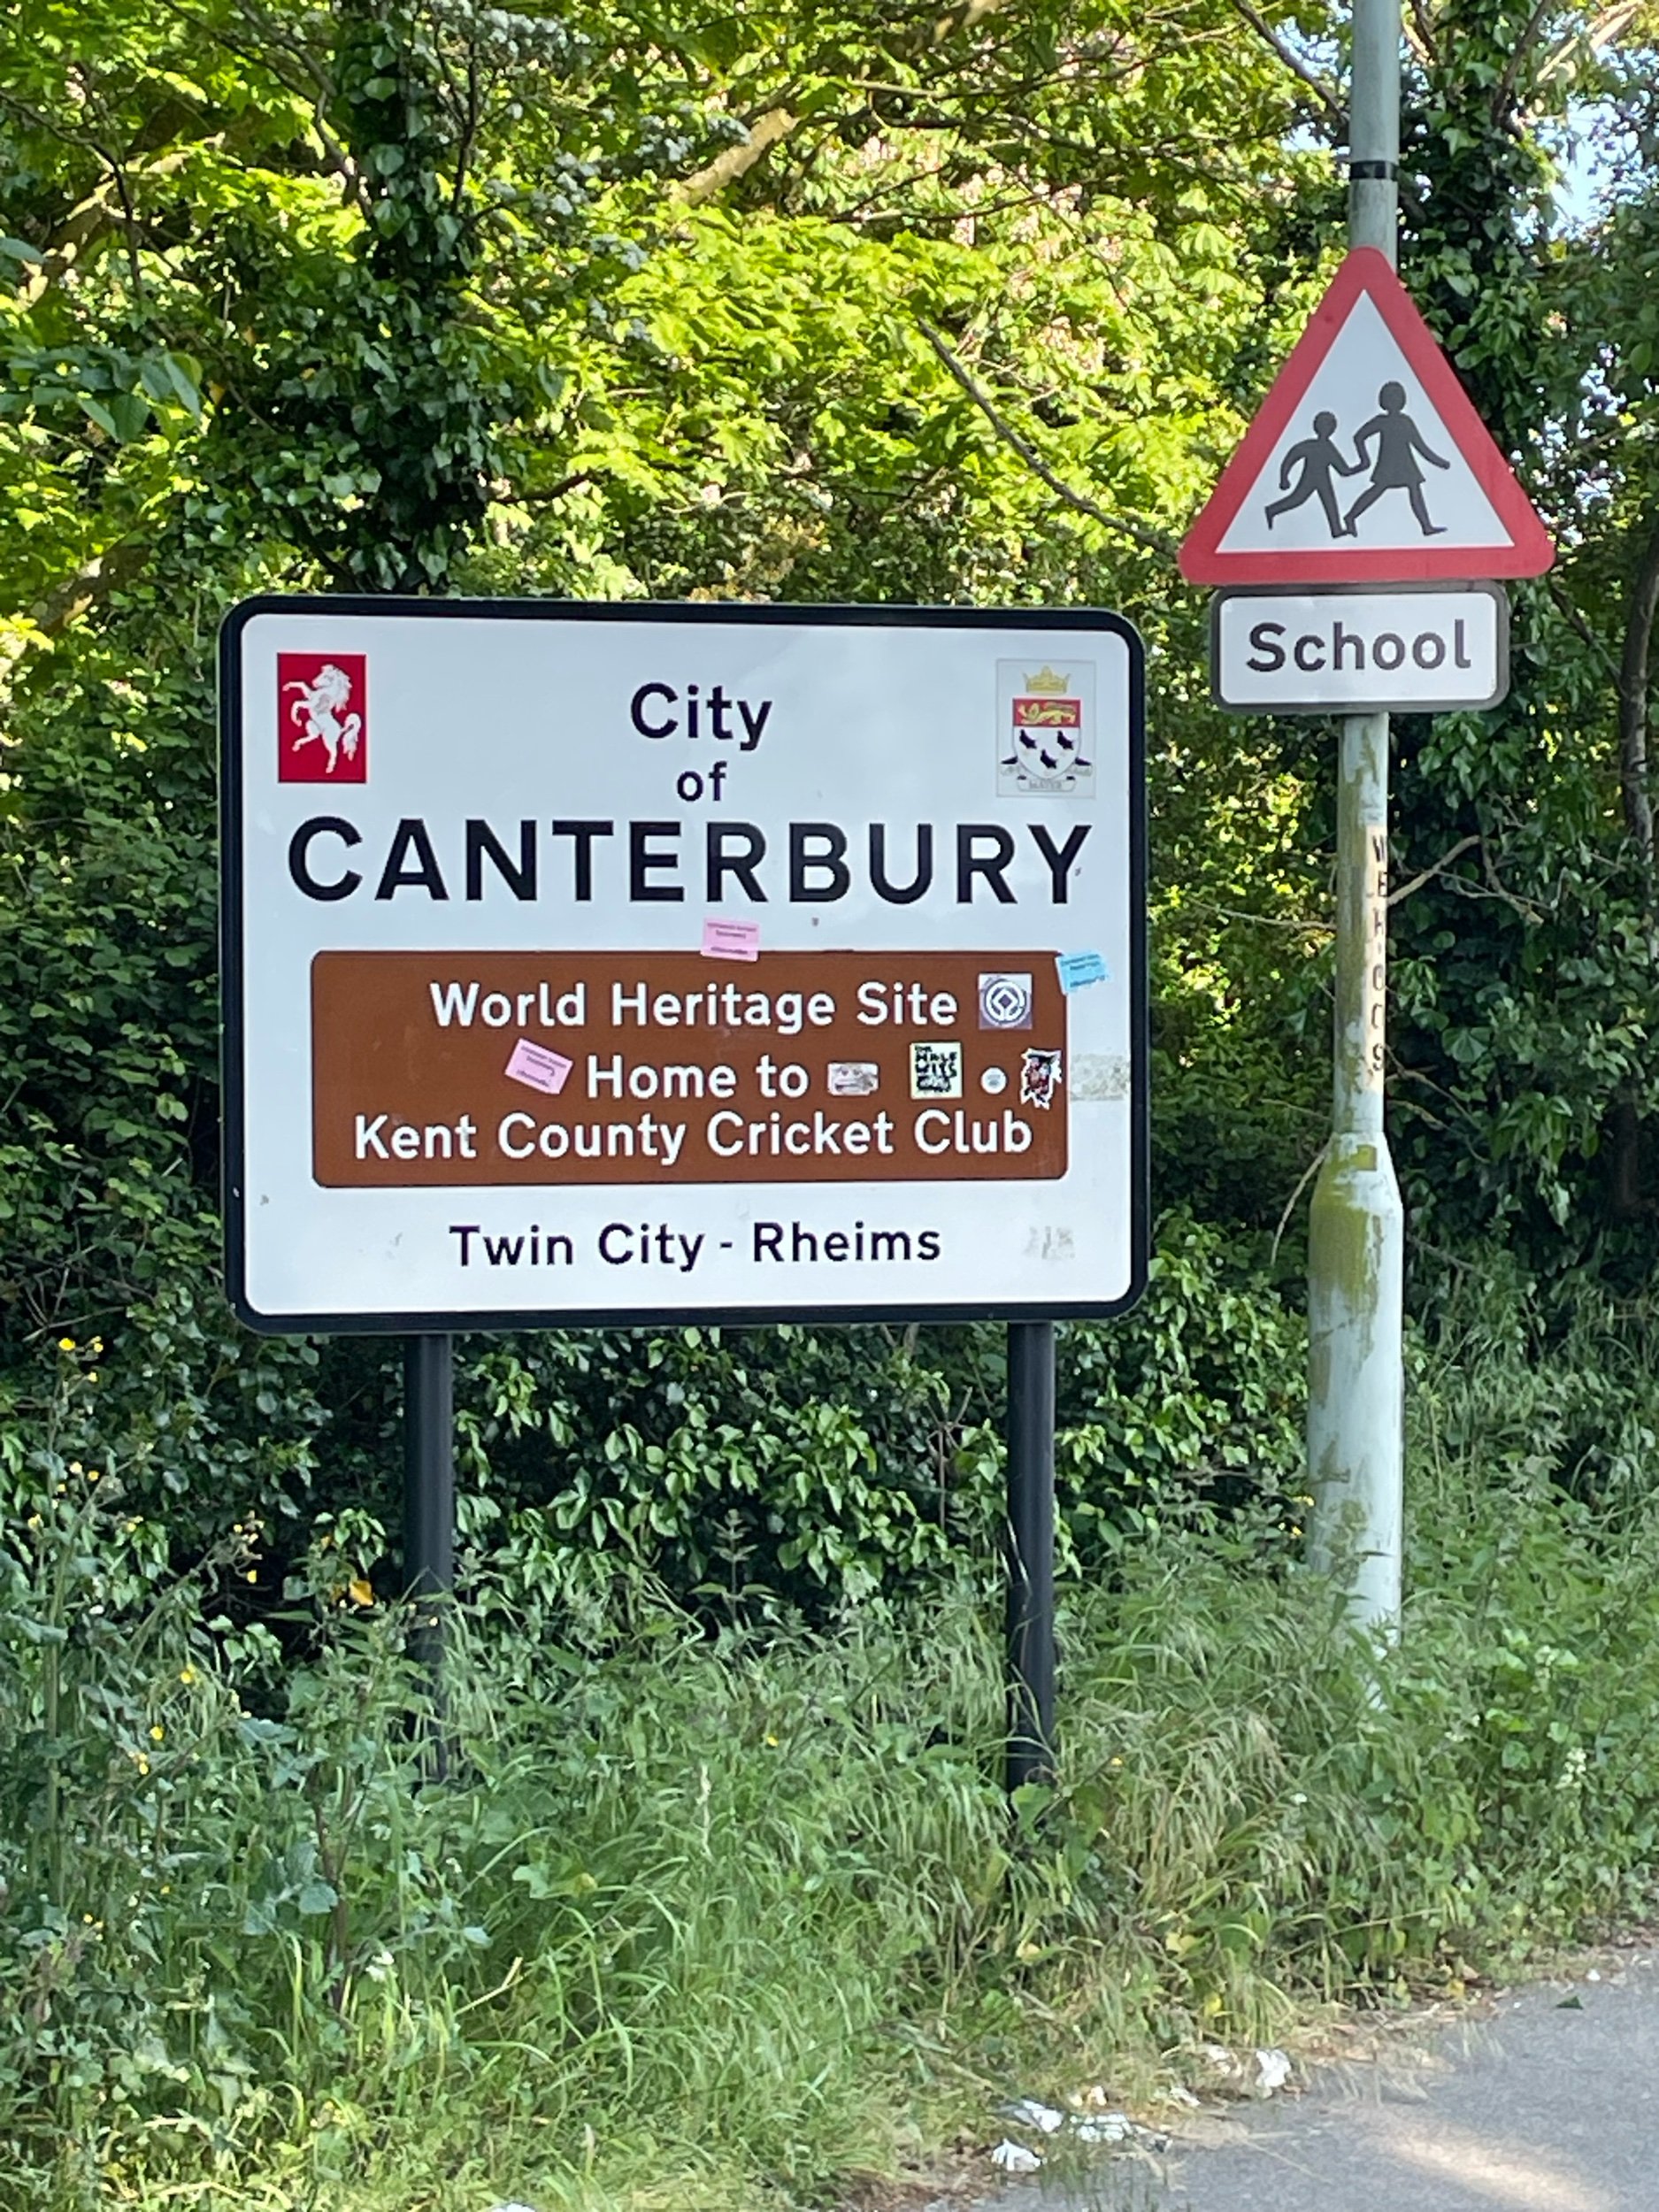 City
of
CANTERBURY
World Heritage Site
Home to
Kent County Cricket Club
Twin City - Rheims
School